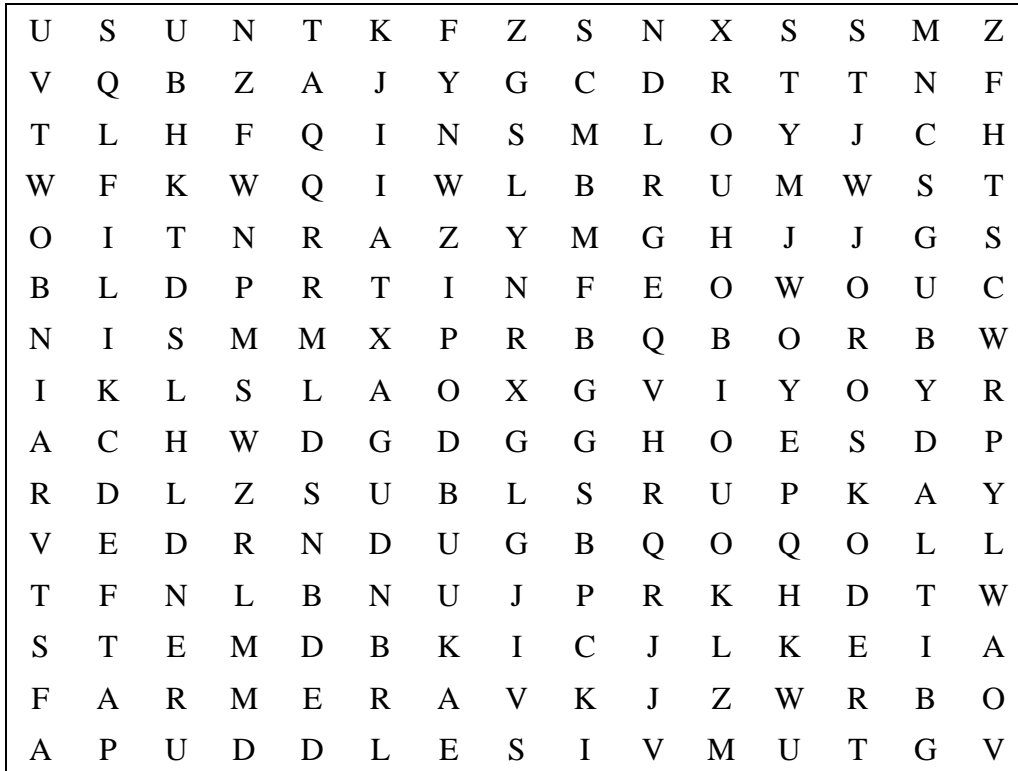 U S U N T K F Z S N X S S M Z
V Q B Z A J Y G C D R T T N F
T L H F Q I N S M L O Y J C H
W F K W Q I W L B R U M W S T
O I T N R A Z Y M G H J J G S
B L D P R T I N F E O W O U C
N I S M M X P R B Q B O R B W
I K L S L A O X G V I Y O Y R
A C H W D G D G G H O E S D P
R D L Z S U B L S R U P K A Y
V E D R N D U G B Q O Q O L L
T F N L B N U J P R K H D T W
S T E M D B K I C J L K E I A
F A R M E R A V K J Z W R B O
A P U D D L E S I V M U T G V